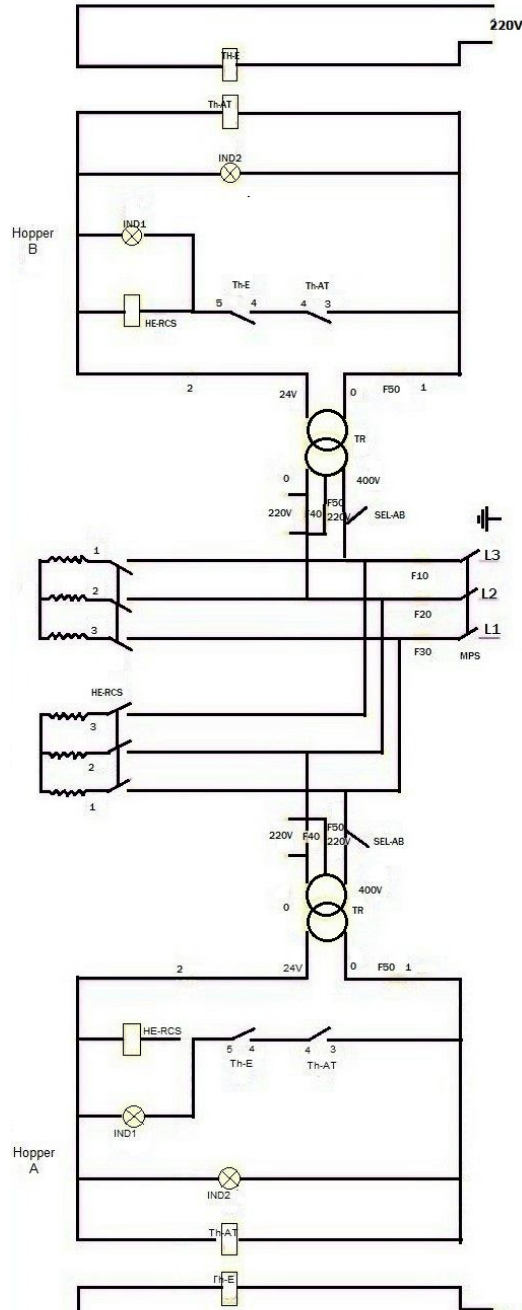 220V
TH-E
Th-AT
IND2
IND1
Hopper
B
Th-E Th-AT
5 4 4 3
HE-RCS
2 24V 0 F50 1
TR
0 400V
220V F40 F50
220V SEL-AB
1 L3
F10
2 L2
F20
3 L1
F30 MPS
HE-RCS
3
2
1
220V F40 F50
220V SEL-AB
400V
0 TR
2 24V 0 F50 1
HE-RCS
5 4 4 3
Th-E Th-AT
IND1
Hopper
A
IND2
Th-AT
Th-E